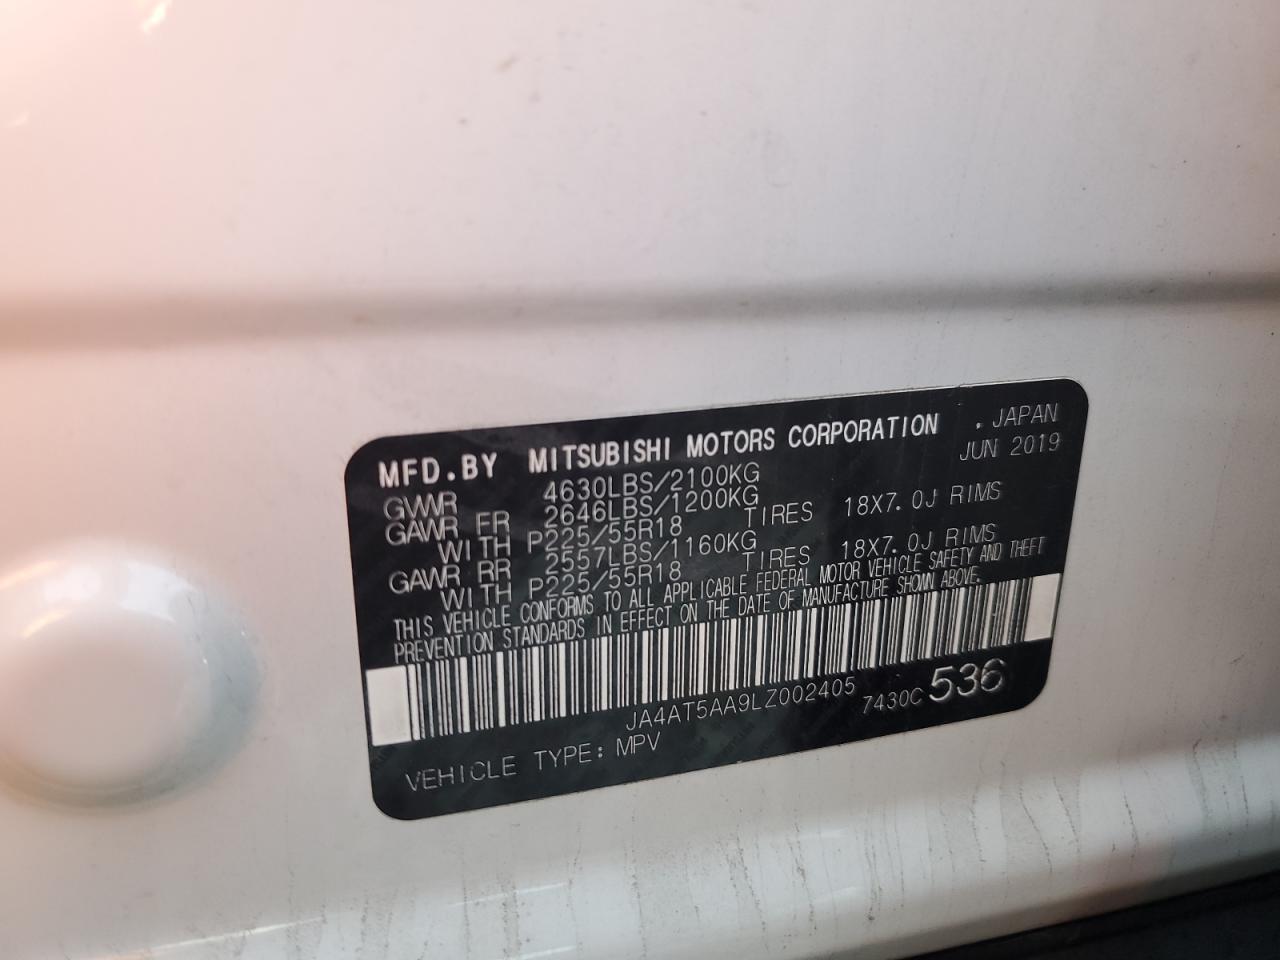 MFD.BY MITSUBISHI MOTORS CORPORATION . JAPAN
JUN 2019
GVWR 4630LBS/2100KG
GAWR FR 2646LBS/1200KG
WITH P225/55R18 TIRES 18X7.0J RIMS
GAWR RR 2557LBS/1160KG
WITH P225/55R18 TIRES 18X7.0J RIMS
THIS VEHICLE CONFORMS TO ALL APPLICABLE FEDERAL MOTOR VEHICLE SAFETY AND THEFT
PREVENTION STANDARDS IN EFFECT ON THE DATE OF MANUFACTURE SHOWN ABOVE.
JA4AT5AA9LZ002405 7430C 536
VEHICLE TYPE: MPV